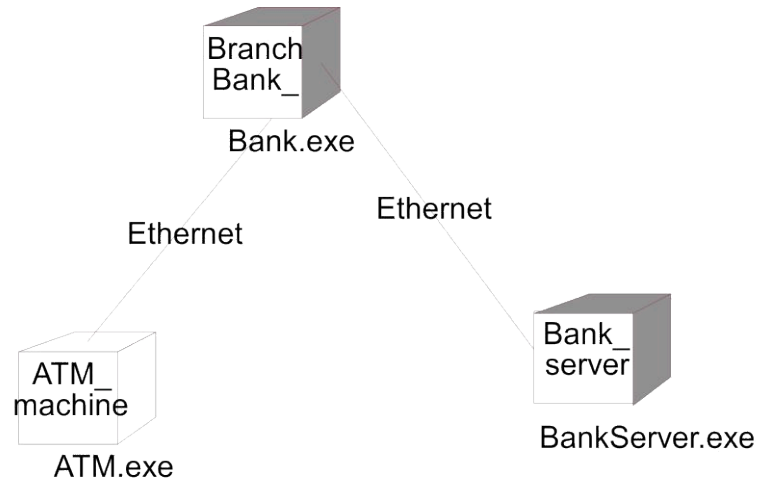 Branch
Bank_
Bank.exe
Ethernet
Ethernet
Bank_
server
ATM_
machine
BankServer.exe
ATM.exe